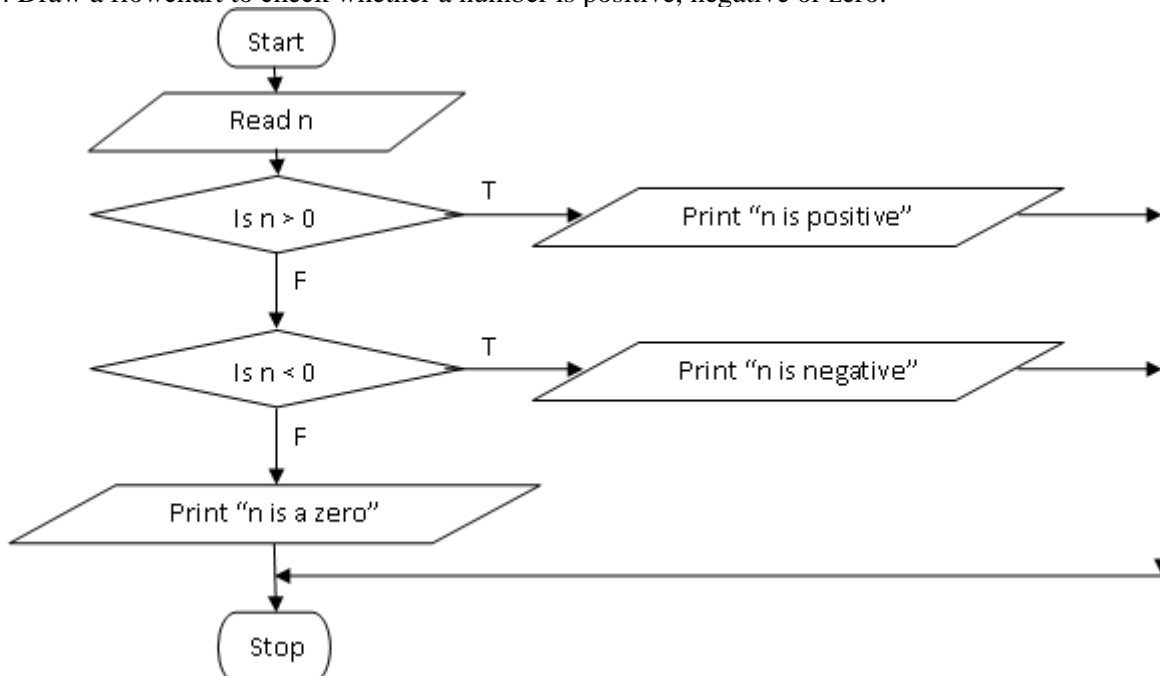 . Draw a flowchart to check whether a number is positive, negative or zero.
Start
Read n
Is n > 0
T
Print “n is positive”
F
Is n < 0
T
Print “n is negative”
F
Print “n is a zero”
Stop